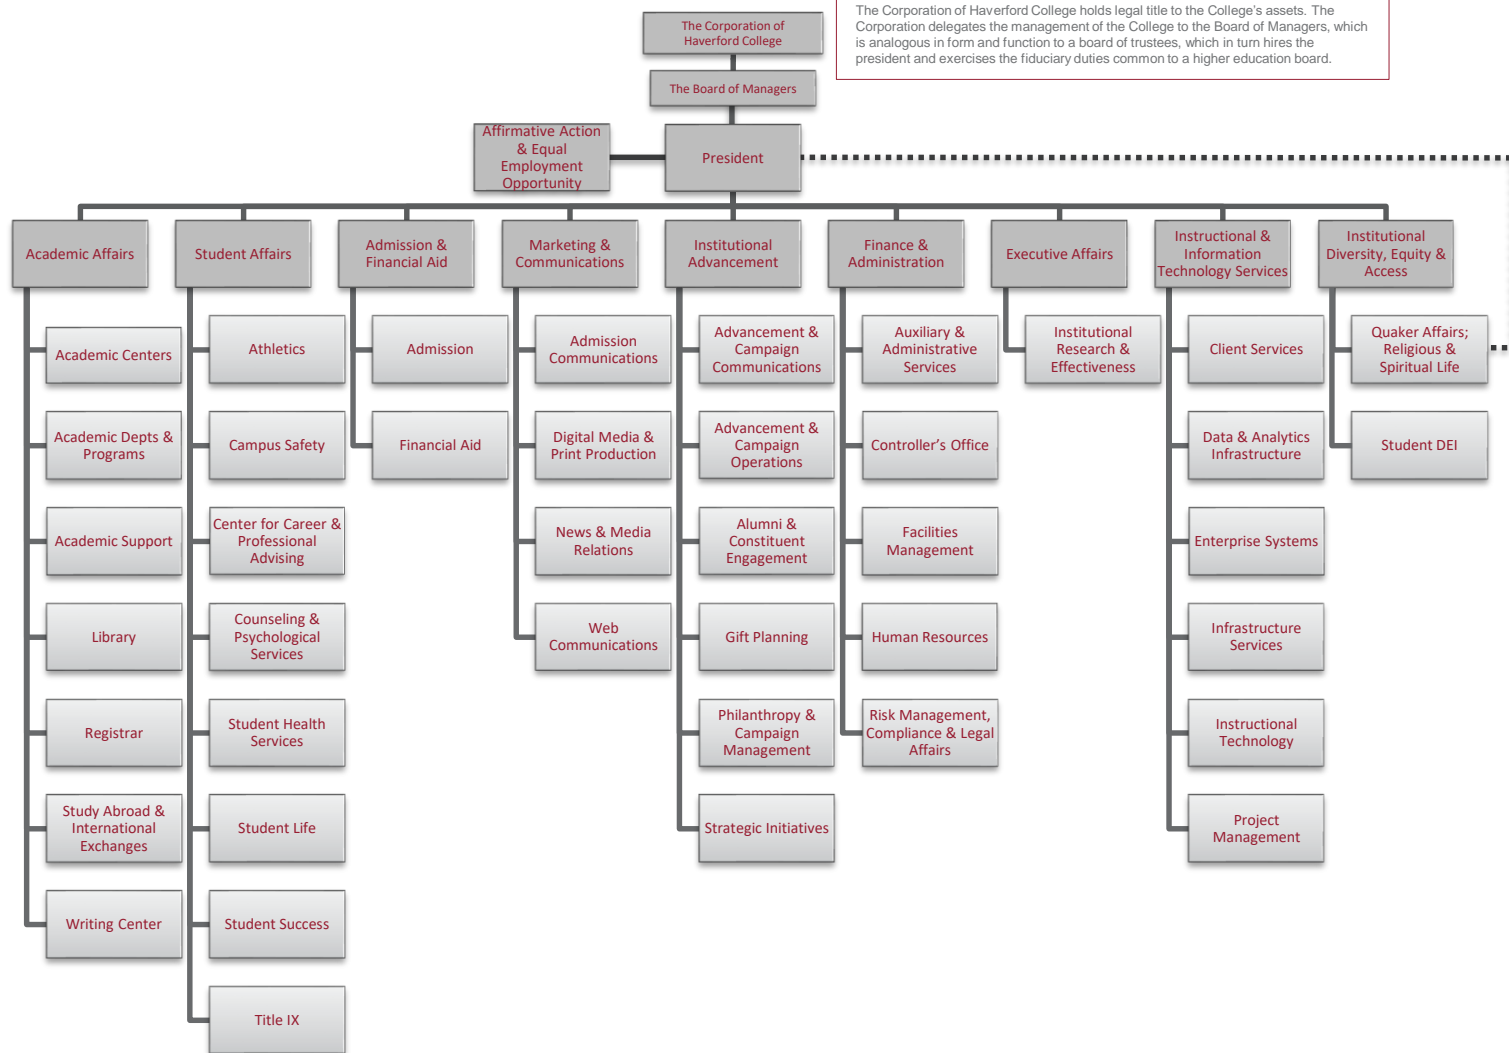 The Corporation of Haverford College holds legal title to the College's assets. The
Corporation delegates the management of the College to the Board of Managers, which
is analogous in form and function to a board of trustees, which in turn hires the
president and exercises the fiduciary duties common to a higher education board.
The Corporation of
Haverford College
The Board of Managers
Affirmative Action
& Equal
Employment
Opportunity
President
Academic Affairs
Student Affairs
Admission &
Financial Aid
Marketing &
Communications
Institutional
Advancement
Finance &
Administration
Executive Affairs
Instructional &
Information
Technology Services
Institutional
Diversity, Equity &
Access
Academic Centers
Academic Depts &
Programs
Academic Support
Library
Registrar
Study Abroad &
International
Exchanges
Writing Center
Athletics
Campus Safety
Center for Career &
Professional
Advising
Counseling &
Psychological
Services
Student Health
Services
Student Life
Student Success
Title IX
Admission
Financial Aid
Admission
Communications
Digital Media &
Print Production
News & Media
Relations
Web
Communications
Advancement &
Campaign
Communications
Advancement &
Campaign
Operations
Alumni &
Constituent
Engagement
Gift Planning
Philanthropy &
Campaign
Management
Strategic Initiatives
Auxiliary &
Administrative
Services
Controller's Office
Facilities
Management
Human Resources
Risk Management,
Compliance & Legal
Affairs
Institutional
Research &
Effectiveness
Client Services
Data & Analytics
Infrastructure
Enterprise Systems
Infrastructure
Services
Instructional
Technology
Project
Management
Quaker Affairs;
Religious &
Spiritual Life
Student DEI